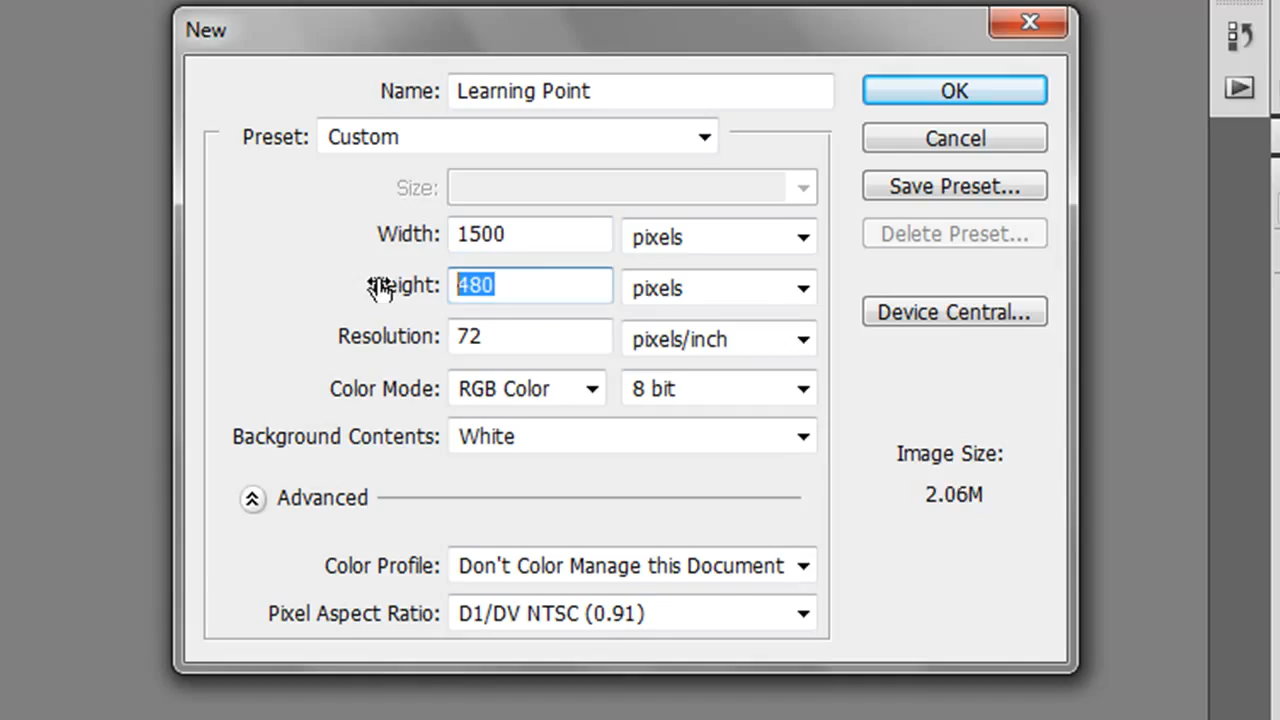 New
Name: Learning Point
OK
Preset: Custom
Cancel
Size:
Save Preset...
Width: 1500 pixels
Delete Preset...
eight: 480 pixels
Device Central...
Resolution: 72 pixels/inch
Color Mode: RGB Color 8 bit
Background Contents: White
Image Size:
2.06M
Advanced
Color Profile: Don't Color Manage this Document
Pixel Aspect Ratio: D1/DV NTSC (0.91)